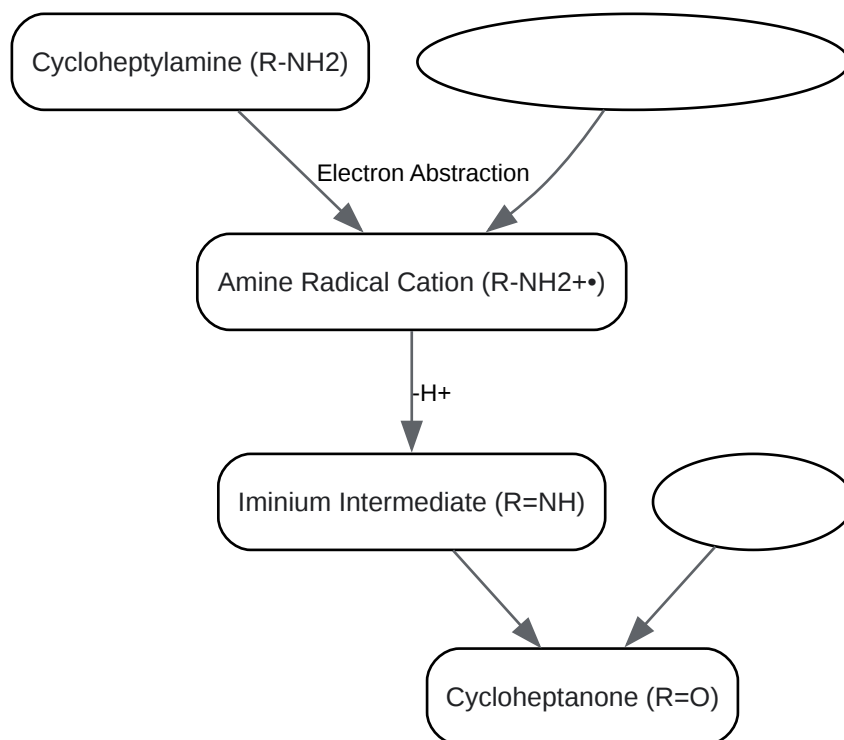 Cycloheptylamine (R-NH2)
Electron Abstraction
Amine Radical Cation (R-NH2+•)
-H+
Iminium Intermediate (R=NH)
Cycloheptanone (R=O)